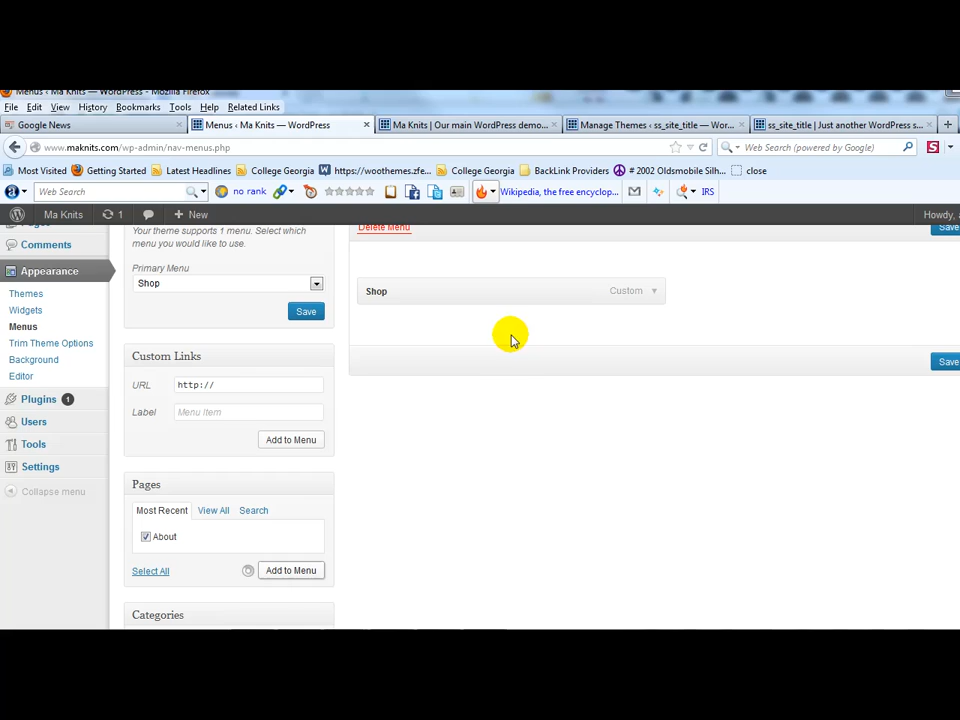 Menus ‹ Ma Knits — WordPress - Mozilla Firefox
File Edit View History Bookmarks Tools Help Related Links
Google News × Menus ‹ Ma Knits — WordPress × Ma Knits | Our main WordPress demo... × Manage Themes ‹ ss_site_title — Wor... × ss_site_title | Just another WordPress s... × +
www.maknits.com/wp-admin/nav-menus.php Web Search (powered by Google)
Most Visited Getting Started Latest Headlines College Georgia https://woothemes.zfe... College Georgia BackLink Providers # 2002 Oldsmobile Silh... close
Web Search no rank Wikipedia, the free encyclop... IRS
Ma Knits 1 + New Howdy, a
Comments
Appearance
Themes
Widgets
Menus
Trim Theme Options
Background
Editor
Plugins 1
Users
Tools
Settings
Collapse menu
Your theme supports 1 menu. Select which
menu you would like to use.
Primary Menu
Shop
Save
Custom Links
URL http://
Label Menu Item
Add to Menu
Pages
Most Recent View All Search
About
Select All Add to Menu
Categories
Delete Menu Save
Shop Custom
Save